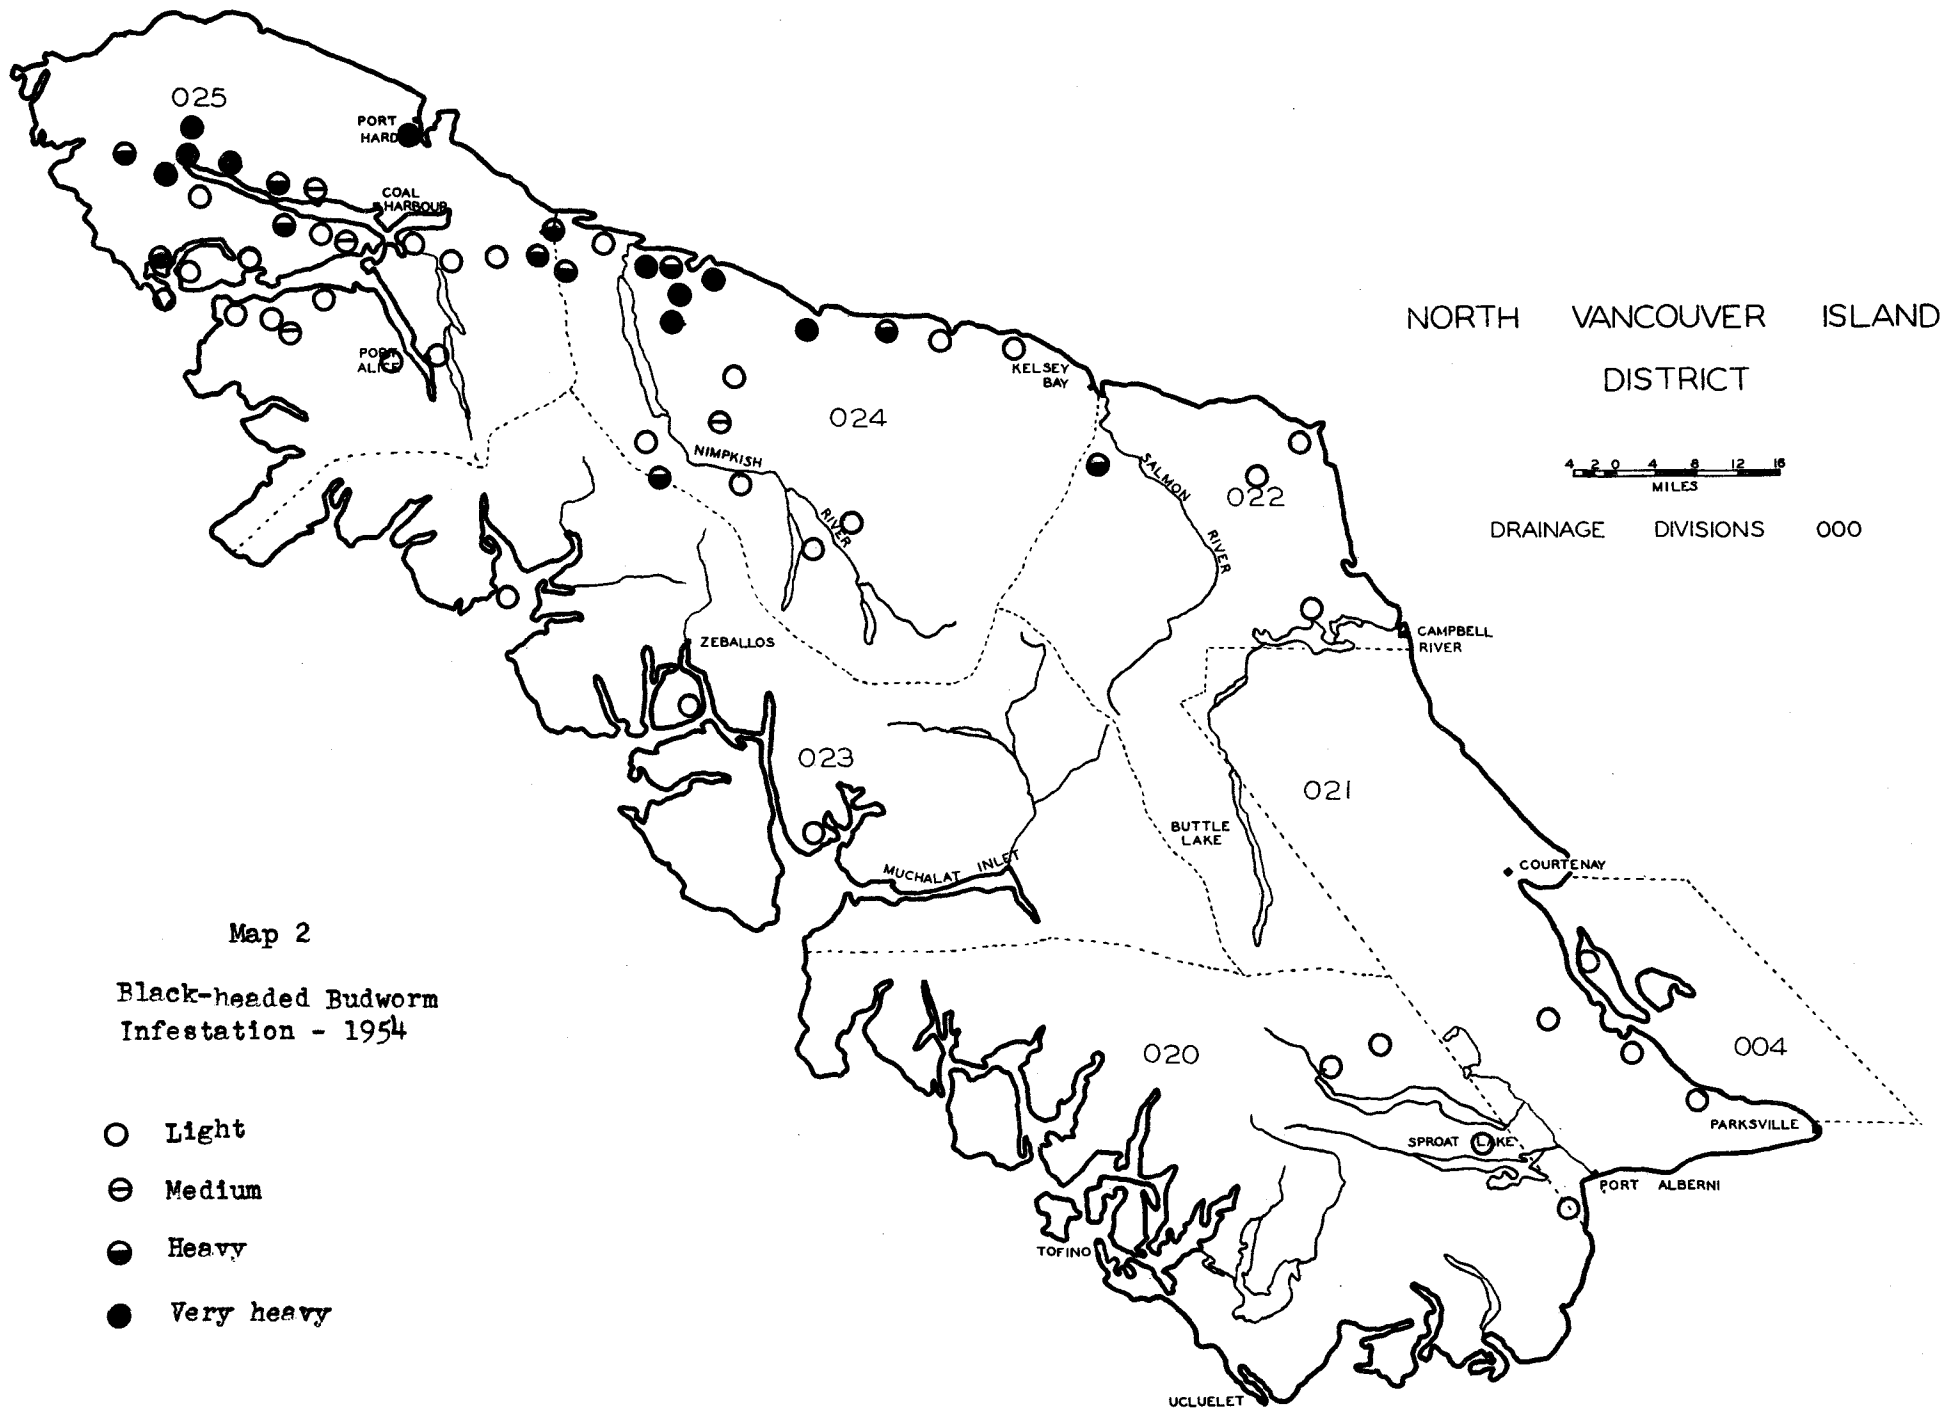 025
PORT
HARD
COAL
HARBOUR
PORT
ALICE
NORTH VANCOUVER ISLAND
DISTRICT
4 2 0 4 8 12 16
MILES
DRAINAGE DIVISIONS 000
KELSEY
BAY
024
NIMPKISH
RIVER
SALMON
RIVER
022
CAMPBELL
RIVER
ZEBALLOS
023
021
BUTTLE
LAKE
MUCHALAT INLET
COURTENAY
Map 2
Black-headed Budworm
Infestation - 1954
020
004
PARKSVILLE
SPROAT LAKE
PORT ALBERNI
TOFINO
UCLUELET
Light
Medium
Heavy
Very heavy